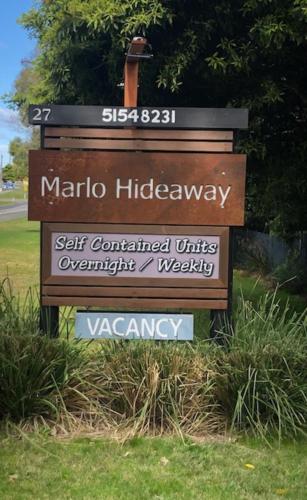 27 51548231
Marlo Hideaway
Self Contained Units
Overnight / Weekly
VACANCY